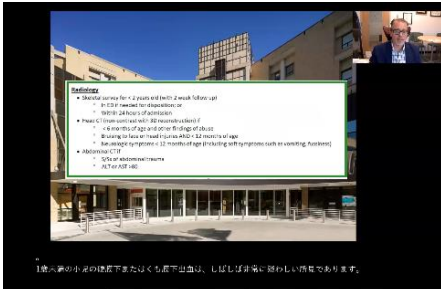 Radiology
• Skeletal survey for < 2 years old (with 2 week follow up)
° In ED if needed for disposition; or
° Within 24 hours of admission
• Head CT (non contrast with 3D reconstruction) if
° < 6 months of age and other findings of abuse
° Bruising to face or head injuries AND < 12 months of age
° Neurologic symptoms < 12 months of age (including soft symptoms such as vomiting, fussiness)
• Abdominal CT if
° S/Sx of abdominal trauma
° ALT or AST >80
1歳未満の小児の硬膜下またはくも膜下出血は、しばしば非常に疑わしい所見であります。